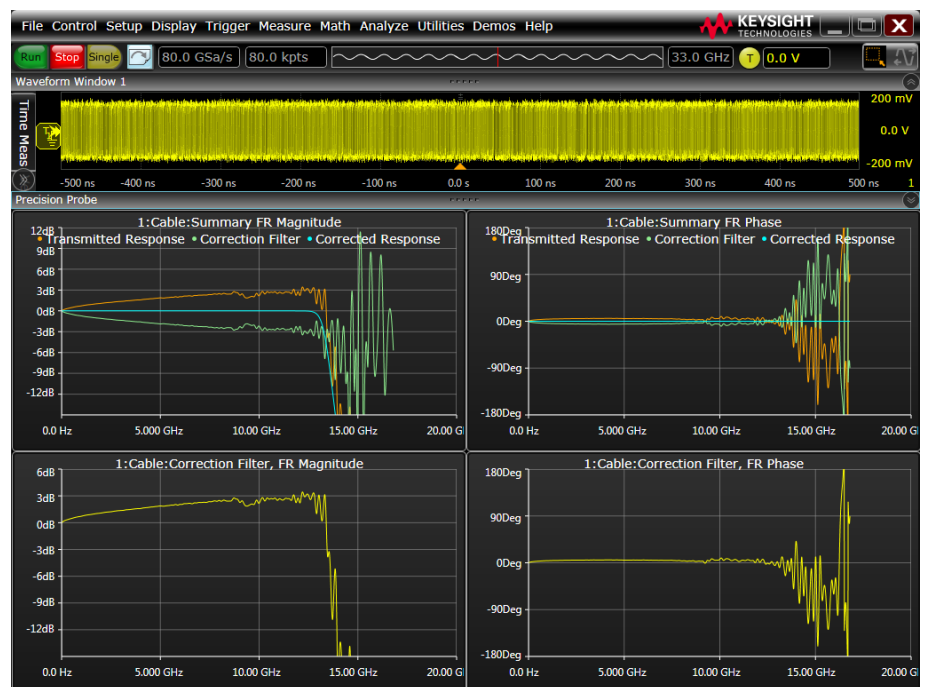 File Control Setup Display Trigger Measure Math Analyze Utilities Demos Help
KEYSIGHT
TECHNOLOGIES
Run Stop Single 80.0 GSa/s 80.0 kpts 33.0 GHz T 0.0 V
Waveform Window 1
Time Meas
200 mV
0.0 V
-200 mV
-500 ns -400 ns -300 ns -200 ns -100 ns 0.0 s 100 ns 200 ns 300 ns 400 ns 500 ns 1
Precision Probe
1:Cable:Summary FR Magnitude
Transmitted Response • Correction Filter • Corrected Response
12dB
9dB
6dB
3dB
0dB
-3dB
-6dB
-9dB
-12dB
0.0 Hz 5.000 GHz 10.00 GHz 15.00 GHz 20.00 G
1:Cable:Summary FR Phase
Transmitted Response • Correction Filter • Corrected Response
180Deg
90Deg
0Deg
-90Deg
-180Deg
0.0 Hz 5.000 GHz 10.00 GHz 15.00 GHz 20.00 G
1:Cable:Correction Filter, FR Magnitude
6dB
3dB
0dB
-3dB
-6dB
-9dB
-12dB
0.0 Hz 5.000 GHz 10.00 GHz 15.00 GHz 20.00 G
1:Cable:Correction Filter, FR Phase
180Deg
90Deg
0Deg
-90Deg
-180Deg
0.0 Hz 5.000 GHz 10.00 GHz 15.00 GHz 20.00 G